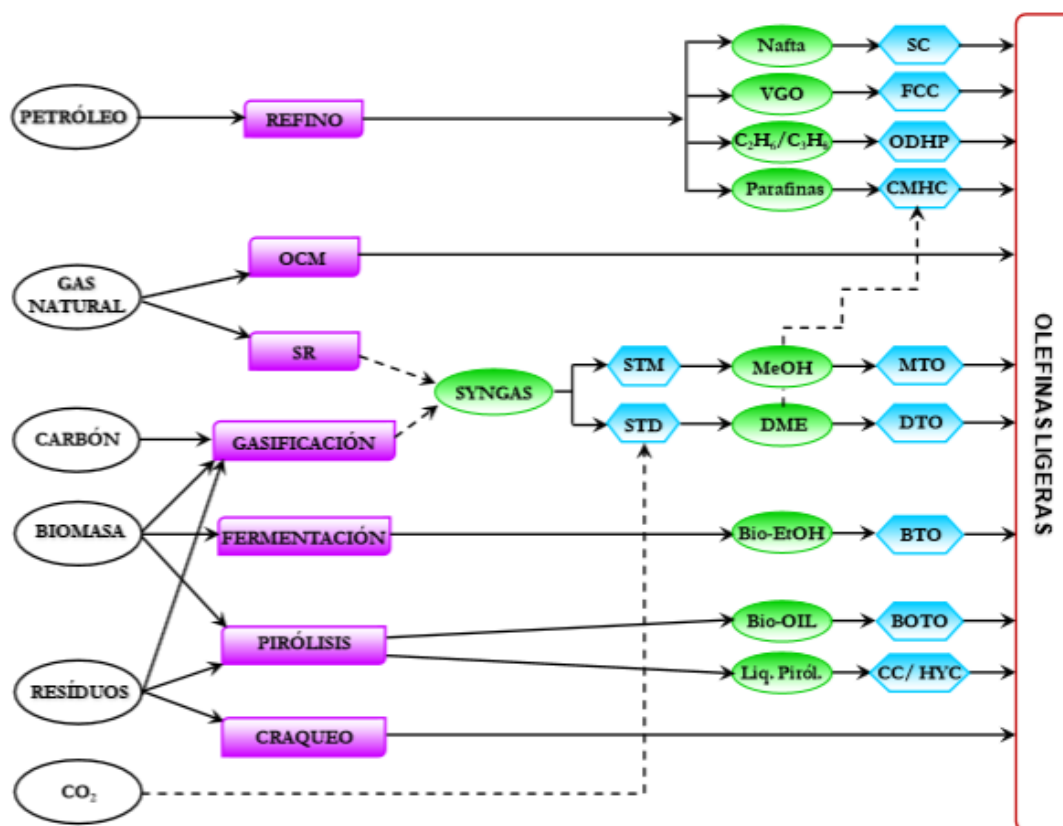 Nafta
SC
PETRÓLEO
REFINO
VGO
FCC
C₂H₆/C₃H₈
ODHP
Parafinas
CMHC
GAS
NATURAL
OCM
SR
SYNGAS
STM
MeOH
MTO
STD
DME
DTO
CARBÓN
GASIFICACIÓN
BIOMASA
FERMENTACIÓN
Bio-EtOH
BTO
PIRÓLISIS
Bio-OIL
BOTO
Liq. Piról.
CC/ HYC
RESÍDUOS
CRAQUEO
CO₂
OLEFINAS LIGERAS